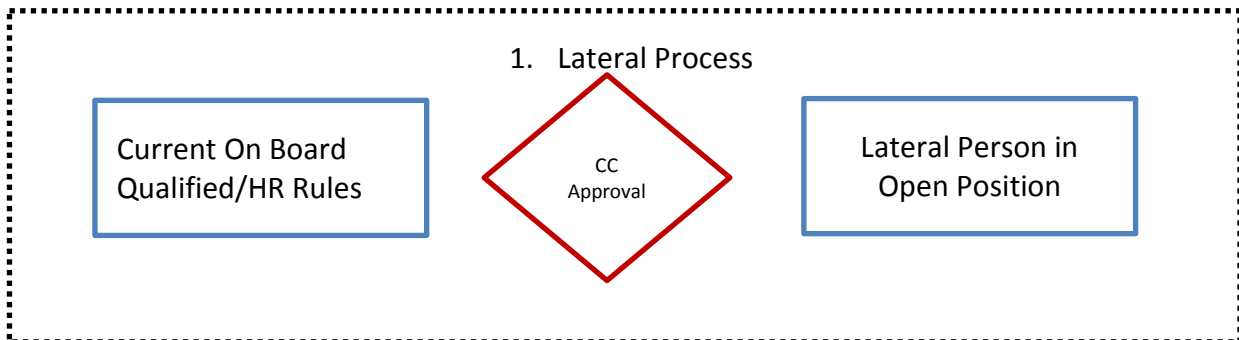 1. Lateral Process
Current On Board
Qualified/HR Rules
CC
Approval
Lateral Person in
Open Position